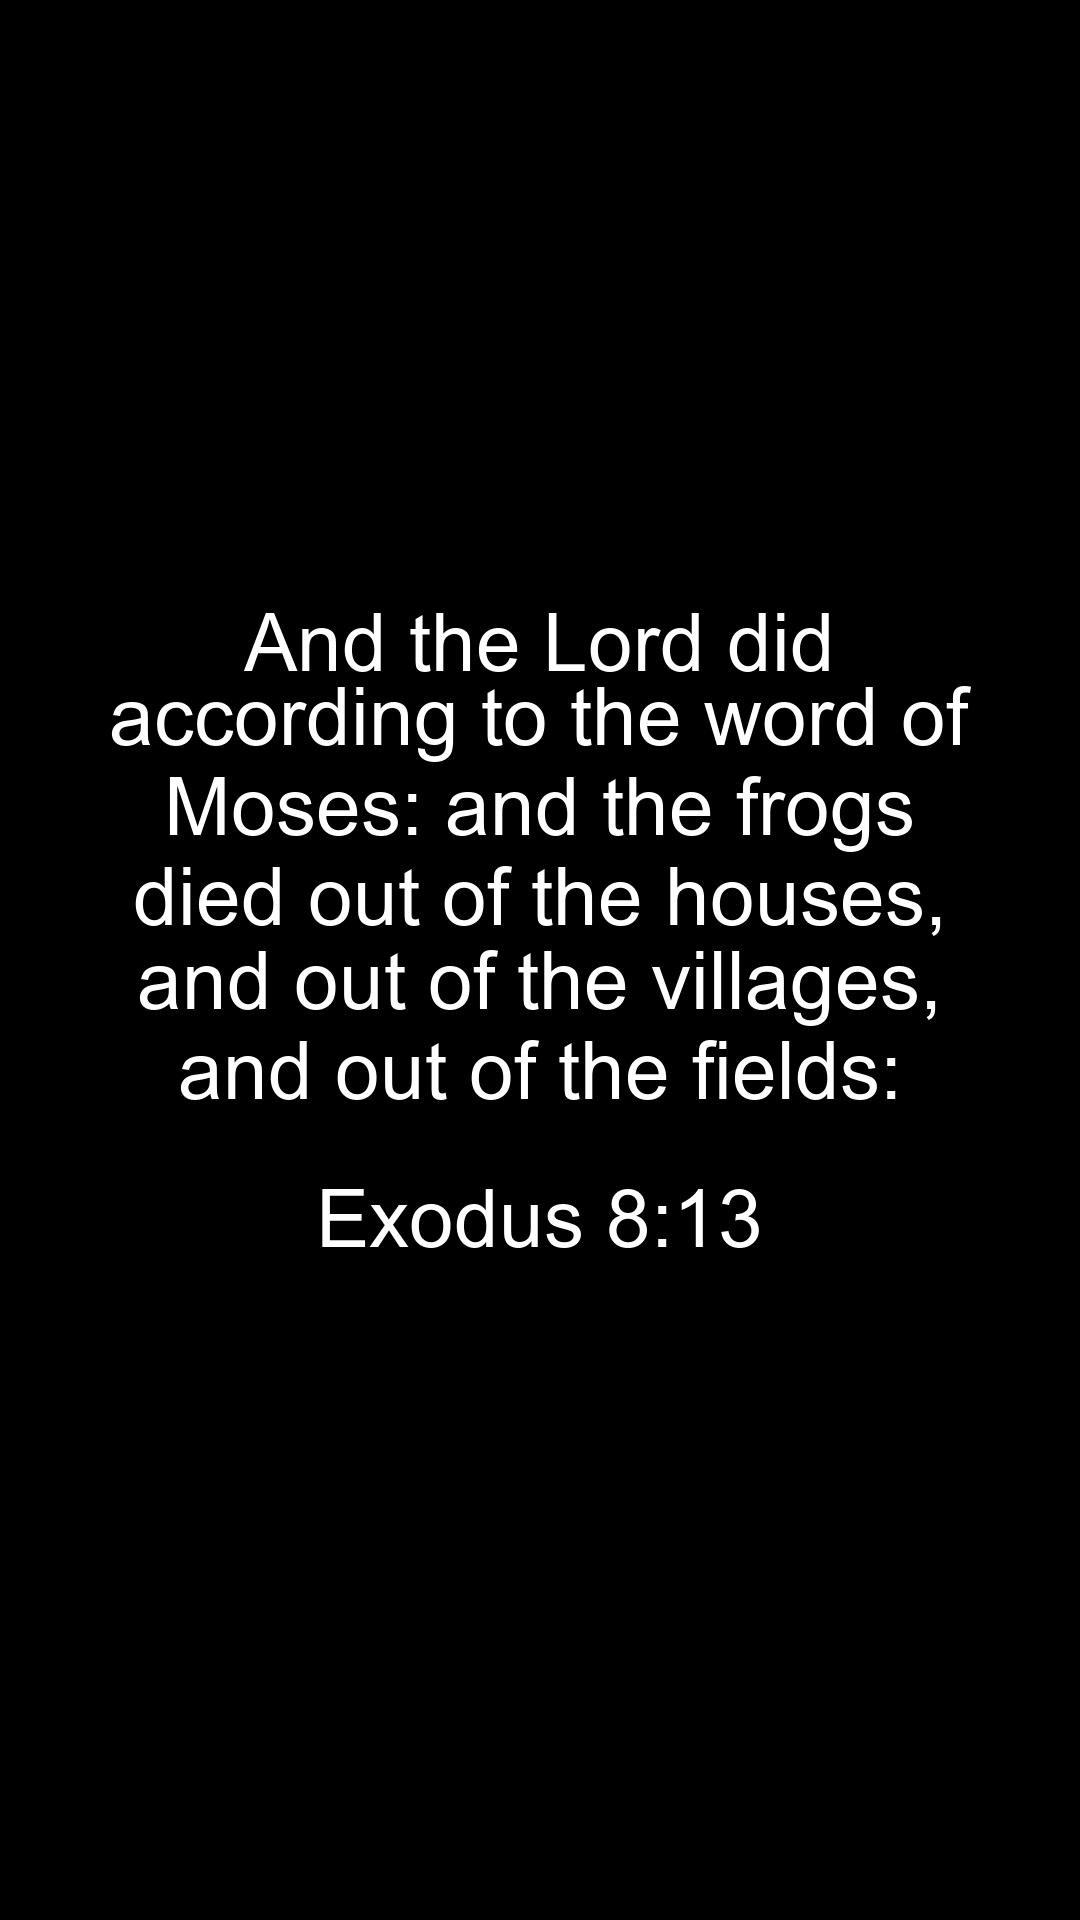 And the Lord did
according to the word of
Moses: and the frogs
died out of the houses,
and out of the villages,
and out of the fields:
Exodus 8:13